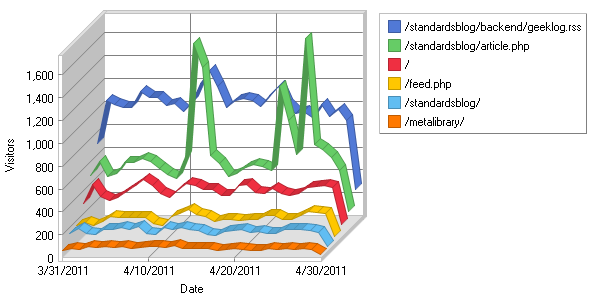 /standardsblog/backend/geeklog.rss
/standardsblog/article.php
/
/feed.php
/standardsblog/
/metalibrary/
Visitors
1,600
1,400
1,200
1,000
800
600
400
200
0
3/31/2011 4/10/2011 4/20/2011 4/30/2011
Date